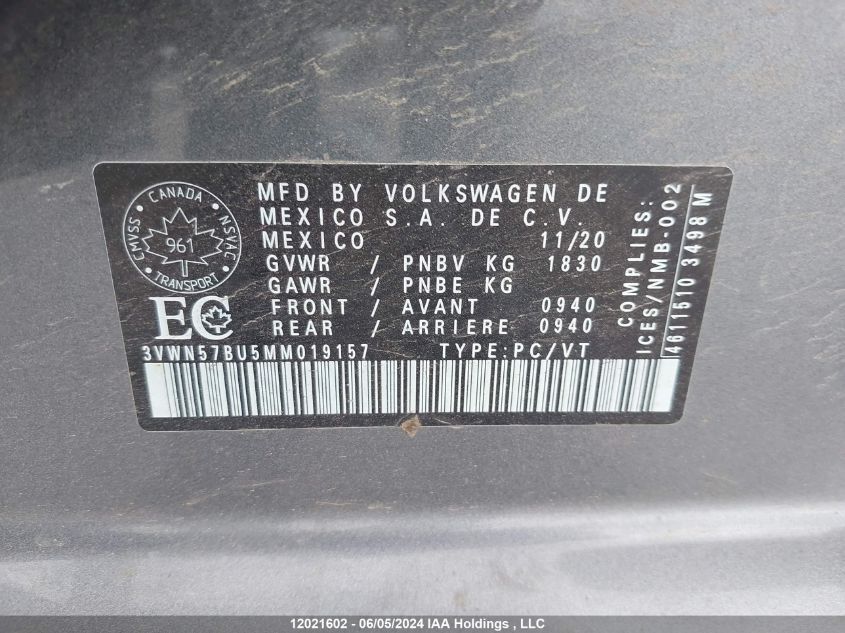 MFD BY VOLKSWAGEN DE
MEXICO S.A. DE C.V.
MEXICO 11/20
GVWR / PNBV KG 1830
GAWR / PNBE KG
FRONT / AVANT 0940
REAR / ARRIERE 0940
3VWN57BU5MM019157 TYPE:PC/VT
CANADA
CMVSS
NSVAC
961
TRANSPORT
EC
COMPLIES:
ICES/NMB-002
4611510 3498 M
12021602 - 06/05/2024 IAA Holdings , LLC